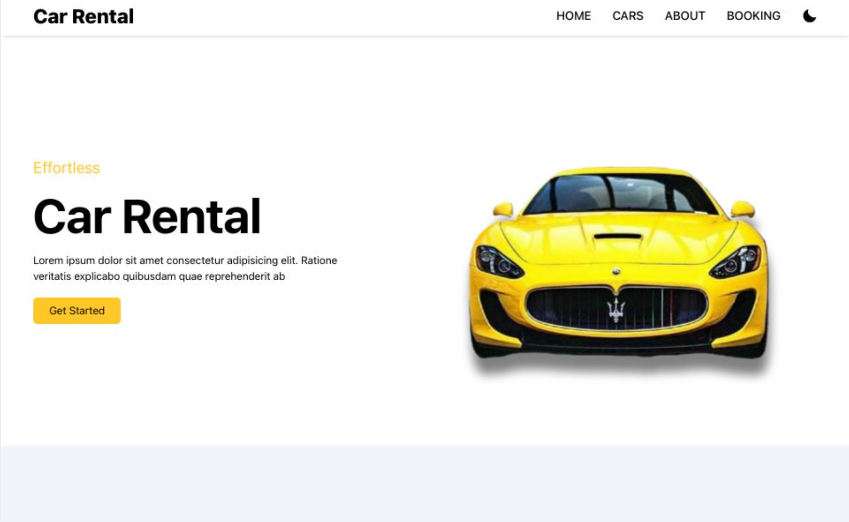 Car Rental
HOME CARS ABOUT BOOKING
Effortless
Car Rental
Lorem ipsum dolor sit amet consectetur adipisicing elit. Ratione
veritatis explicabo quibusdam quae reprehenderit ab
Get Started